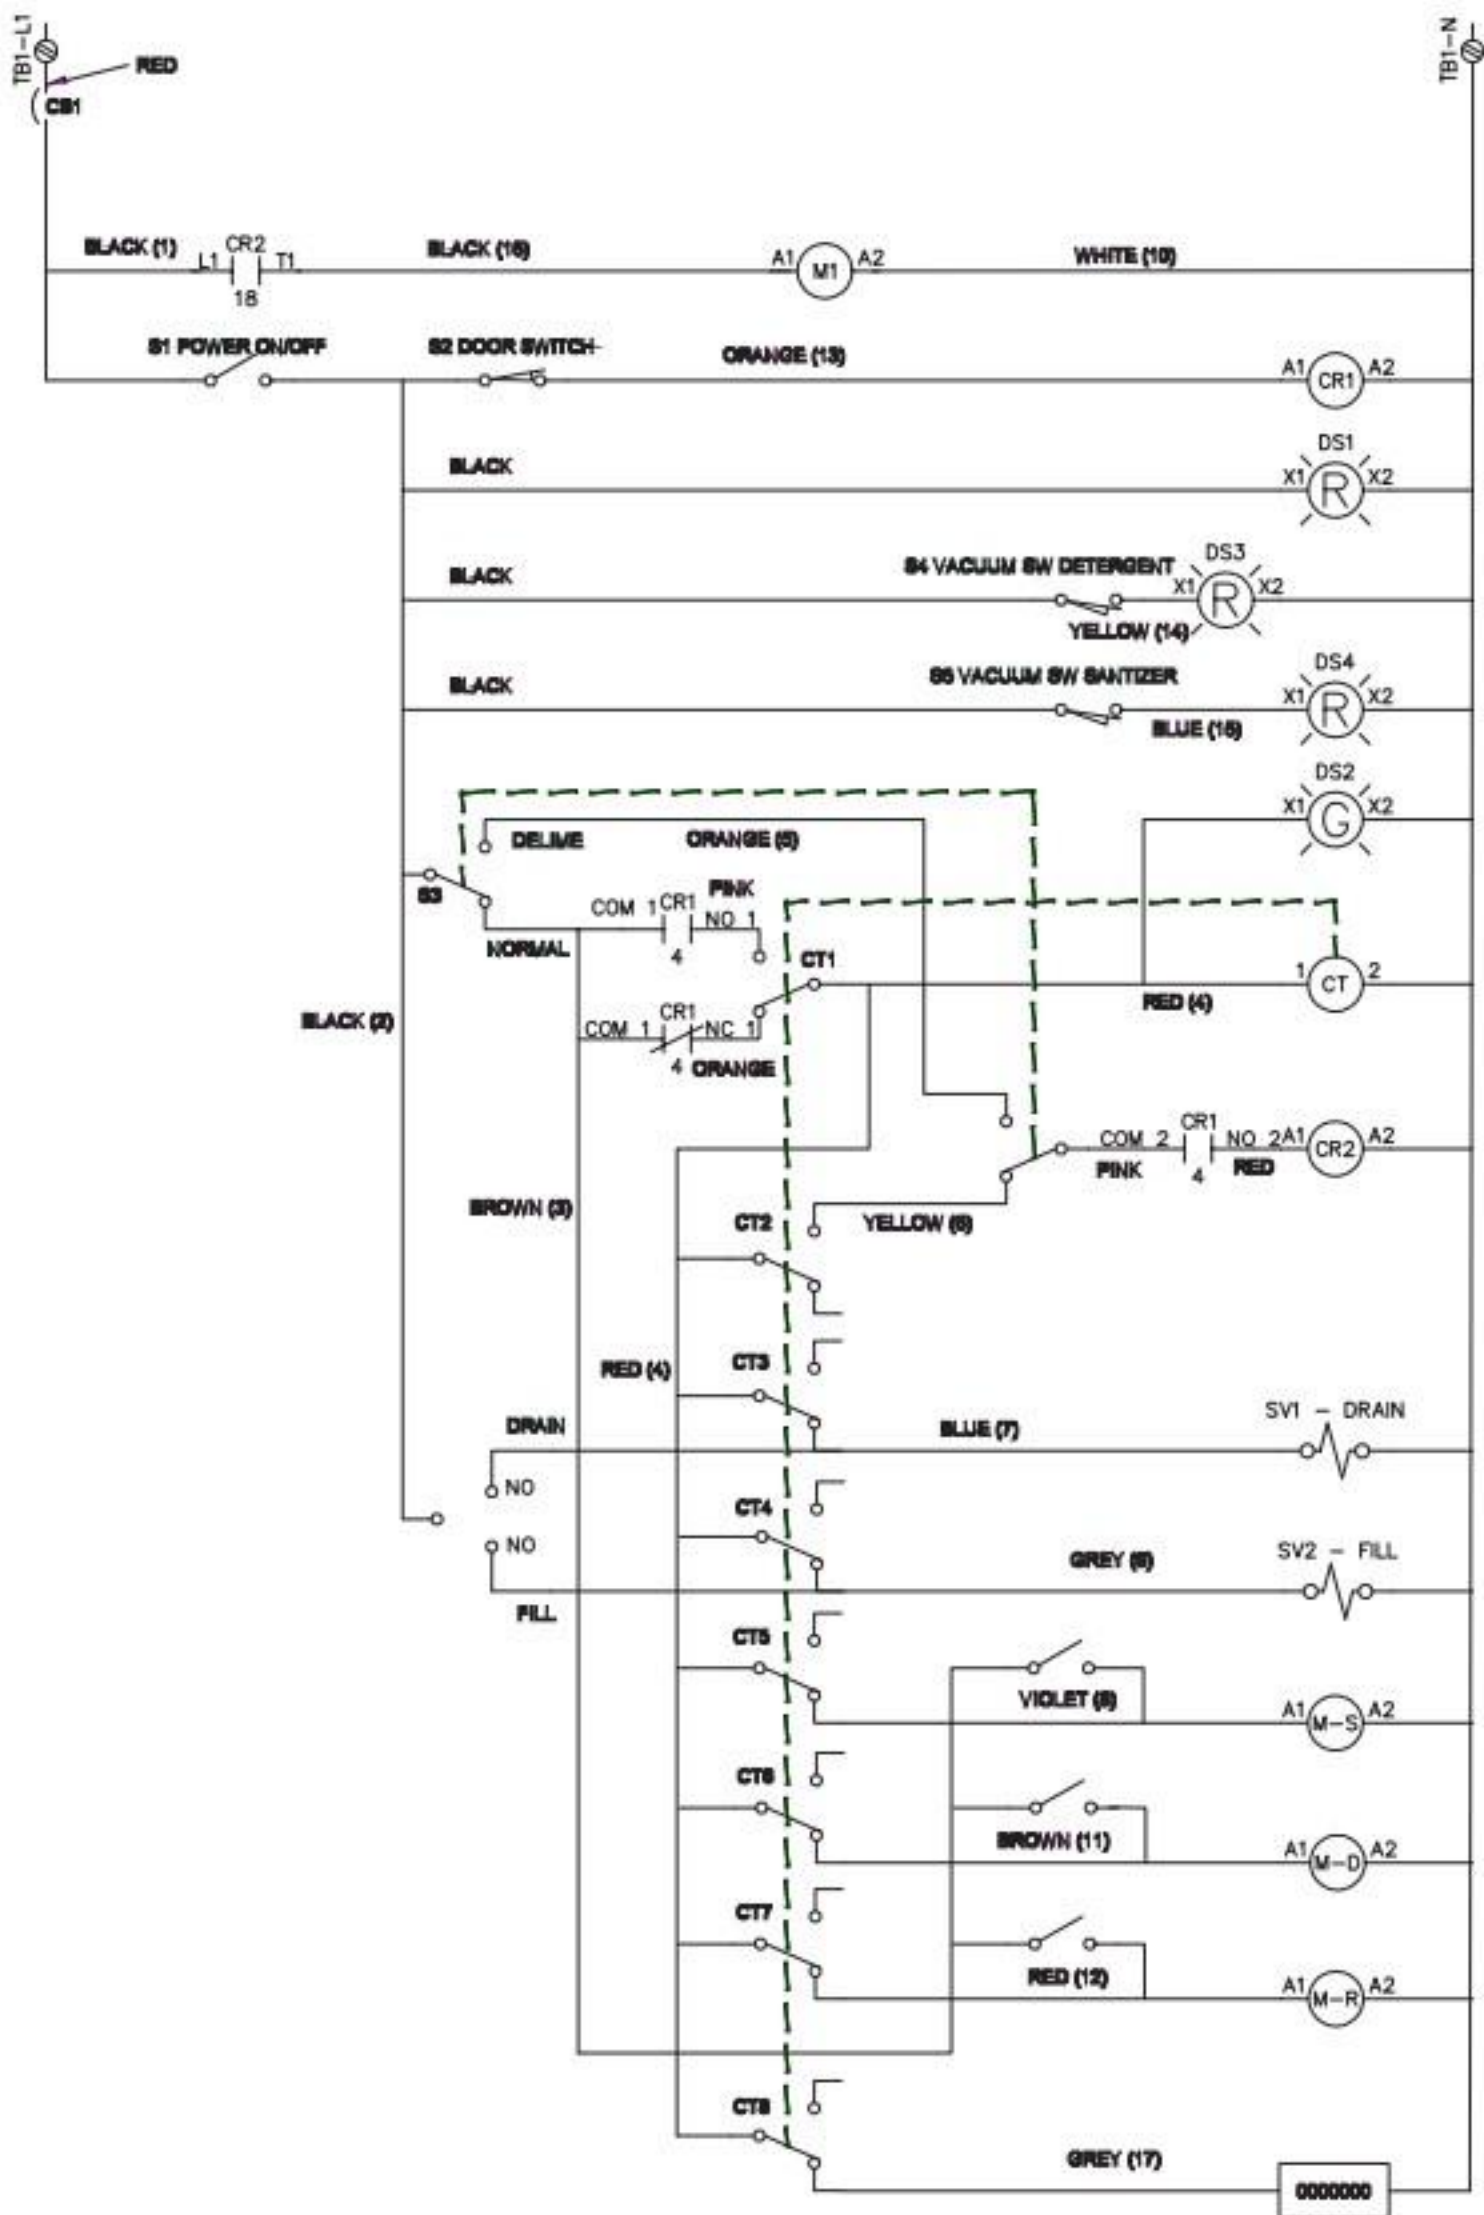 TB1-L1
TB1-N
RED
CB1
BLACK (1)
L1
CR2
T1
18
BLACK (16)
A1
M1
A2
WHITE (10)
S1 POWER ON/OFF
S2 DOOR SWITCH
ORANGE (13)
A1
CR1
A2
BLACK
DS1
X1
R
X2
BLACK
S4 VACUUM SW DETERGENT
YELLOW (14)
DS3
X1
R
X2
BLACK
S5 VACUUM SW SANTIZER
BLUE (15)
DS4
X1
R
X2
DS2
X1
G
X2
DELIME
ORANGE (5)
S3
NORMAL
COM 1
CR1
NO 1
4
PINK
CT1
RED (4)
1
CT
2
BLACK (2)
COM 1
CR1
NC 1
4
ORANGE
COM 2
PINK
CR1
4
NO 2
RED
A1
CR2
A2
BROWN (3)
CT2
YELLOW (6)
RED (4)
CT3
DRAIN
BLUE (7)
SV1 - DRAIN
NO
CT4
NO
SV2 - FILL
FILL
CT5
A1
M-S
A2
CT6
BROWN (11)
A1
M-D
A2
CT7
RED (12)
A1
M-R
A2
CT8
GREY (17)
0000000